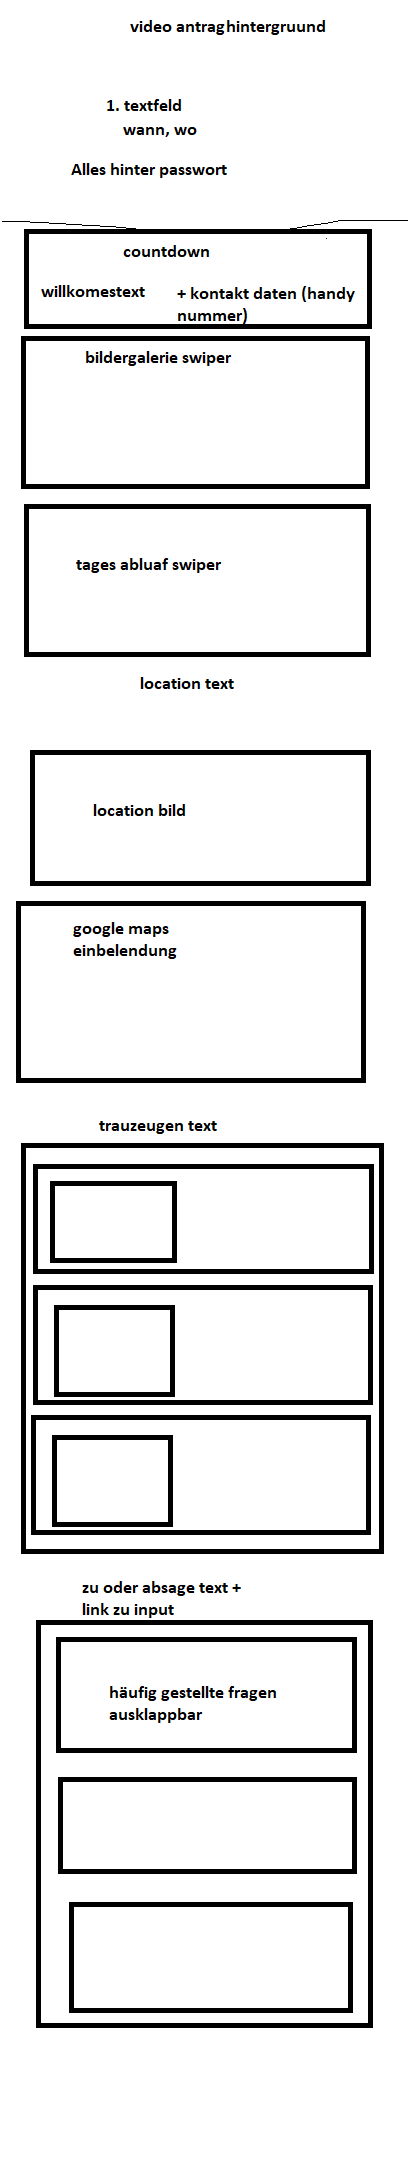 video antraghintergruund
1. textfeld
wann, wo
Alles hinter passwort
countdown
willkomestext
+ kontakt daten (handy
nummer)
bildergalerie swiper
tages abluaf swiper
location text
location bild
google maps
einbelendung
trauzeugen text
zu oder absage text +
link zu input
häufig gestellte fragen
ausklappbar